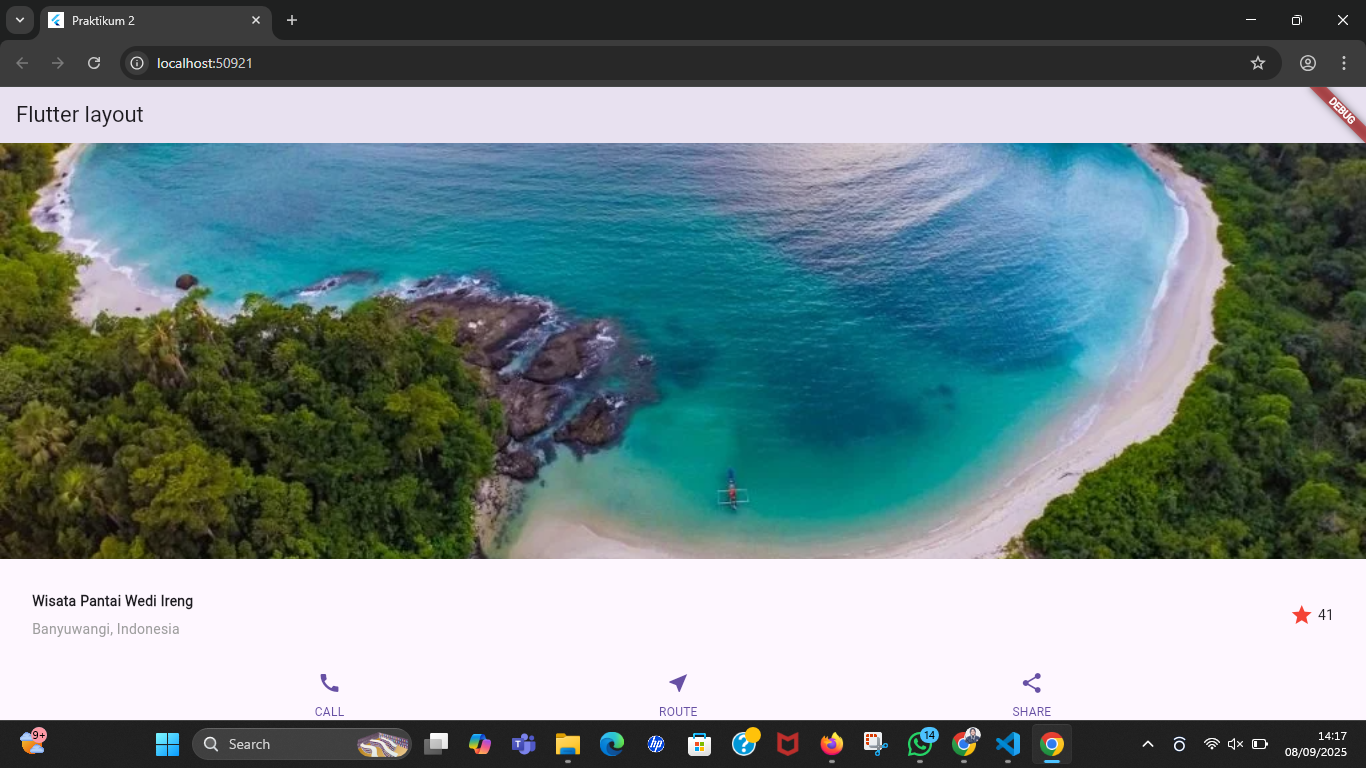 Praktikum 2
localhost:50921
Flutter layout
DEBUG
Wisata Pantai Wedi Ireng
Banyuwangi, Indonesia
41
CALL
ROUTE
SHARE
9+
Search
14
14:17
08/09/2025